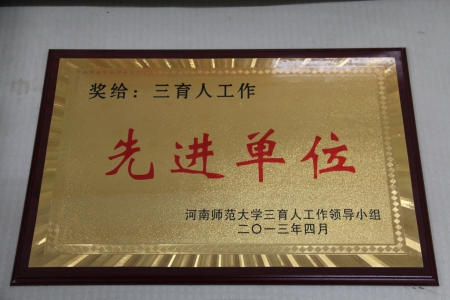 奖给：三育人工作
先进单位
河南师范大学三育人工作领导小组
二〇一三年四月